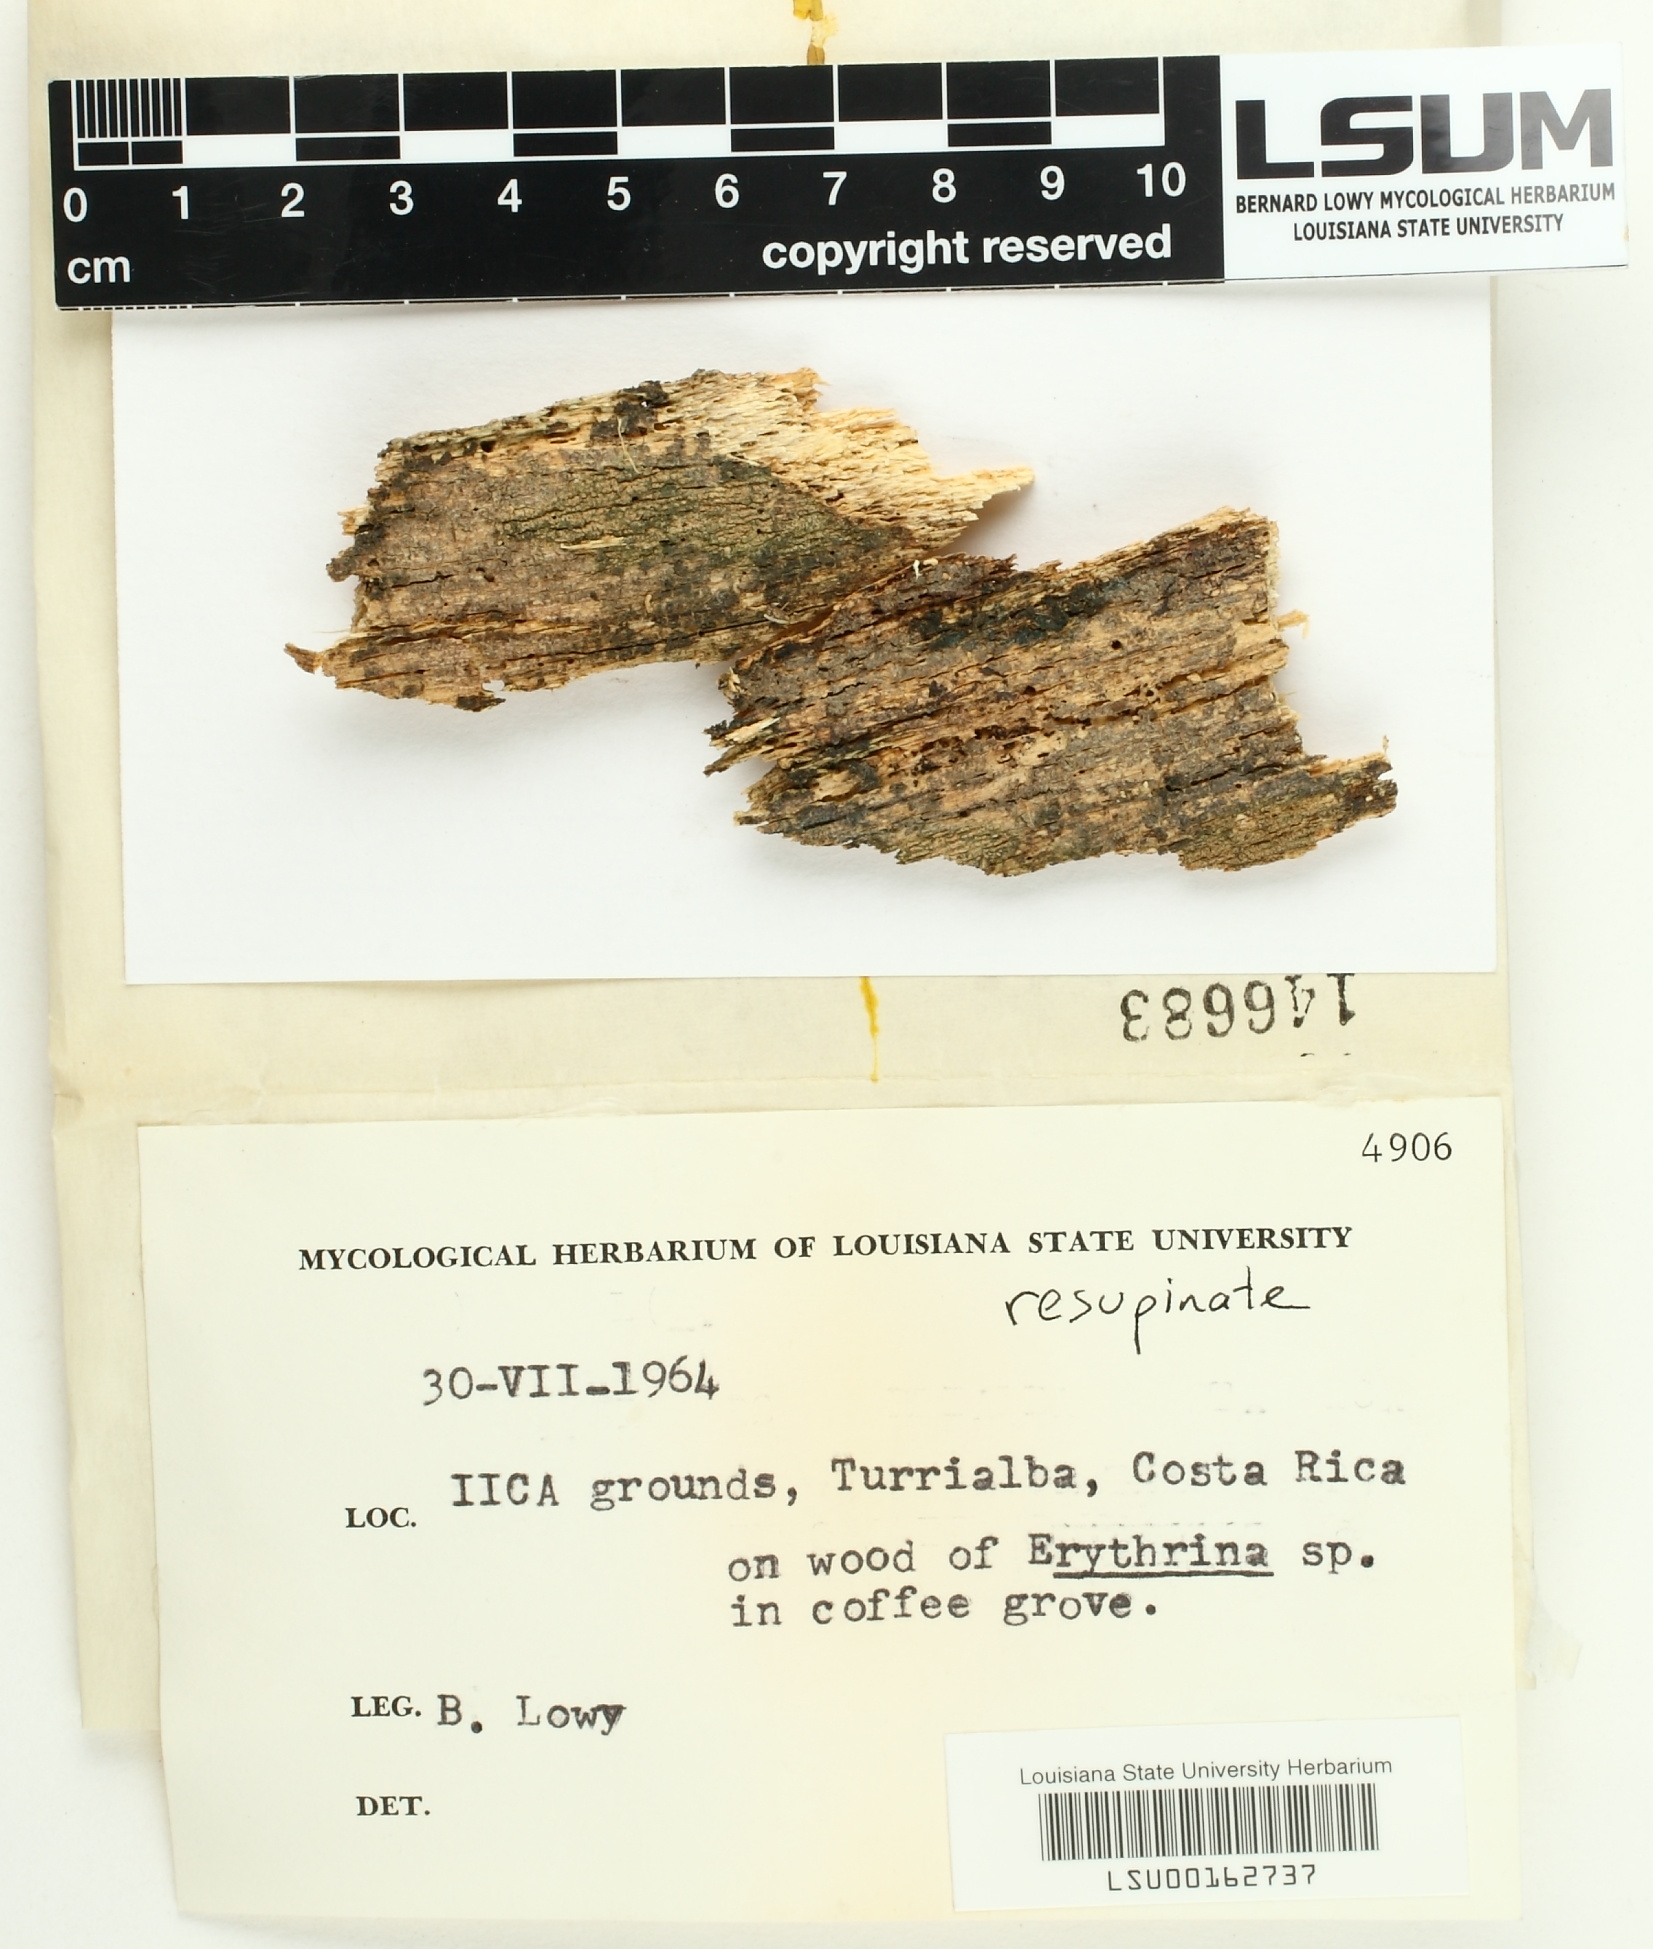 LSUM
BERNARD LOWY MYCOLOGICAL HERBARIUM
LOUISIANA STATE UNIVERSITY
0 1 2 3 4 5 6 7 8 9 10
cm
copyright reserved
14683
4906
MYCOLOGICAL HERBARIUM OF LOUISIANA STATE UNIVERSITY
resupinate
30-VII-1964
LOC. IICA grounds, Turrialba, Costa Rica
on wood of Erythrina sp.
in coffee grove.
LEG. B. Lowy
DET.
Louisiana State University Herbarium
LSU00162737